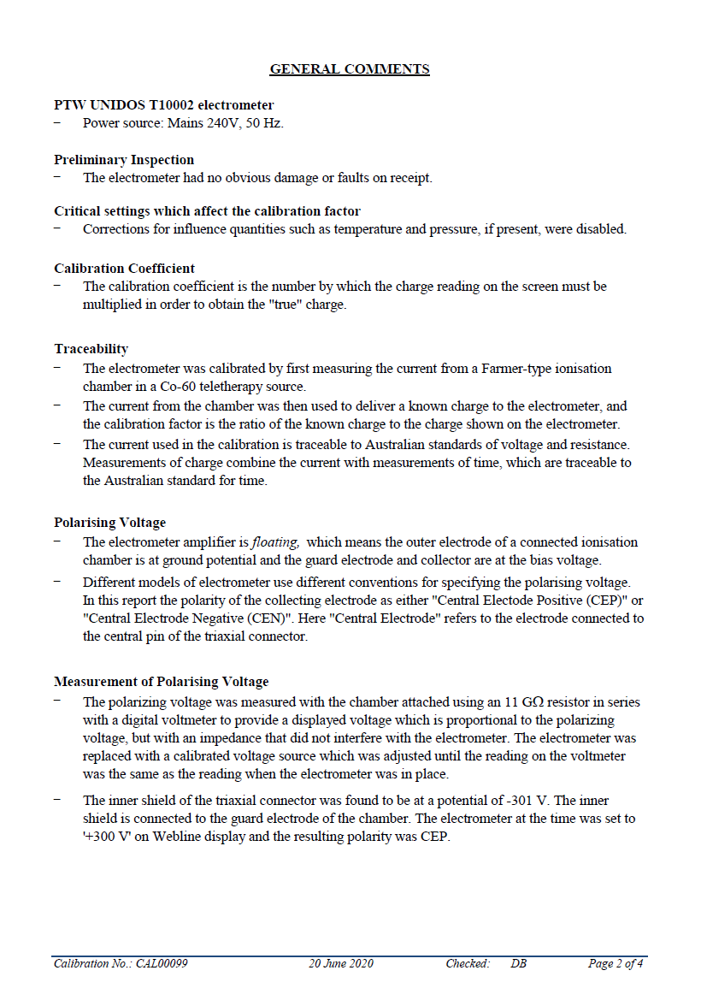 GENERAL COMMENTS
PTW UNIDOS T10002 electrometer
− Power source: Mains 240V, 50 Hz.
Preliminary Inspection
− The electrometer had no obvious damage or faults on receipt.
Critical settings which affect the calibration factor
− Corrections for influence quantities such as temperature and pressure, if present, were disabled.
Calibration Coefficient
− The calibration coefficient is the number by which the charge reading on the screen must be
multiplied in order to obtain the "true" charge.
Traceability
− The electrometer was calibrated by first measuring the current from a Farmer-type ionisation
chamber in a Co-60 teletherapy source.
− The current from the chamber was then used to deliver a known charge to the electrometer, and
the calibration factor is the ratio of the known charge to the charge shown on the electrometer.
− The current used in the calibration is traceable to Australian standards of voltage and resistance.
Measurements of charge combine the current with measurements of time, which are traceable to
the Australian standard for time.
Polarising Voltage
− The electrometer amplifier is floating, which means the outer electrode of a connected ionisation
chamber is at ground potential and the guard electrode and collector are at the bias voltage.
− Different models of electrometer use different conventions for specifying the polarising voltage.
In this report the polarity of the collecting electrode as either "Central Electode Positive (CEP)" or
"Central Electrode Negative (CEN)". Here "Central Electrode" refers to the electrode connected to
the central pin of the triaxial connector.
Measurement of Polarising Voltage
− The polarizing voltage was measured with the chamber attached using an 11 GΩ resistor in series
with a digital voltmeter to provide a displayed voltage which is proportional to the polarizing
voltage, but with an impedance that did not interfere with the electrometer. The electrometer was
replaced with a calibrated voltage source which was adjusted until the reading on the voltmeter
was the same as the reading when the electrometer was in place.
− The inner shield of the triaxial connector was found to be at a potential of -301 V. The inner
shield is connected to the guard electrode of the chamber. The electrometer at the time was set to
'+300 V' on Webline display and the resulting polarity was CEP.
Calibration No.: CAL00099 20 June 2020 Checked: DB Page 2 of 4